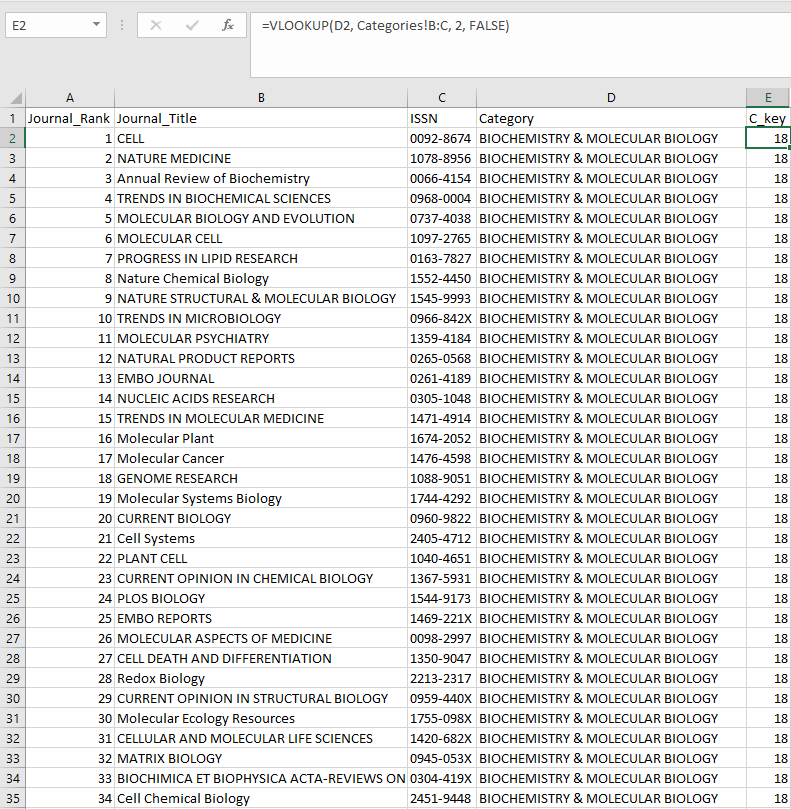 E2 fx =VLOOKUP(D2, Categories!B:C, 2, FALSE)
A B C D E
1 Journal_Rank Journal_Title ISSN Category C_key
2 1 CELL 0092-8674 BIOCHEMISTRY & MOLECULAR BIOLOGY 18
3 2 NATURE MEDICINE 1078-8956 BIOCHEMISTRY & MOLECULAR BIOLOGY 18
4 3 Annual Review of Biochemistry 0066-4154 BIOCHEMISTRY & MOLECULAR BIOLOGY 18
5 4 TRENDS IN BIOCHEMICAL SCIENCES 0968-0004 BIOCHEMISTRY & MOLECULAR BIOLOGY 18
6 5 MOLECULAR BIOLOGY AND EVOLUTION 0737-4038 BIOCHEMISTRY & MOLECULAR BIOLOGY 18
7 6 MOLECULAR CELL 1097-2765 BIOCHEMISTRY & MOLECULAR BIOLOGY 18
8 7 PROGRESS IN LIPID RESEARCH 0163-7827 BIOCHEMISTRY & MOLECULAR BIOLOGY 18
9 8 Nature Chemical Biology 1552-4450 BIOCHEMISTRY & MOLECULAR BIOLOGY 18
10 9 NATURE STRUCTURAL & MOLECULAR BIOLOGY 1545-9993 BIOCHEMISTRY & MOLECULAR BIOLOGY 18
11 10 TRENDS IN MICROBIOLOGY 0966-842X BIOCHEMISTRY & MOLECULAR BIOLOGY 18
12 11 MOLECULAR PSYCHIATRY 1359-4184 BIOCHEMISTRY & MOLECULAR BIOLOGY 18
13 12 NATURAL PRODUCT REPORTS 0265-0568 BIOCHEMISTRY & MOLECULAR BIOLOGY 18
14 13 EMBO JOURNAL 0261-4189 BIOCHEMISTRY & MOLECULAR BIOLOGY 18
15 14 NUCLEIC ACIDS RESEARCH 0305-1048 BIOCHEMISTRY & MOLECULAR BIOLOGY 18
16 15 TRENDS IN MOLECULAR MEDICINE 1471-4914 BIOCHEMISTRY & MOLECULAR BIOLOGY 18
17 16 Molecular Plant 1674-2052 BIOCHEMISTRY & MOLECULAR BIOLOGY 18
18 17 Molecular Cancer 1476-4598 BIOCHEMISTRY & MOLECULAR BIOLOGY 18
19 18 GENOME RESEARCH 1088-9051 BIOCHEMISTRY & MOLECULAR BIOLOGY 18
20 19 Molecular Systems Biology 1744-4292 BIOCHEMISTRY & MOLECULAR BIOLOGY 18
21 20 CURRENT BIOLOGY 0960-9822 BIOCHEMISTRY & MOLECULAR BIOLOGY 18
22 21 Cell Systems 2405-4712 BIOCHEMISTRY & MOLECULAR BIOLOGY 18
23 22 PLANT CELL 1040-4651 BIOCHEMISTRY & MOLECULAR BIOLOGY 18
24 23 CURRENT OPINION IN CHEMICAL BIOLOGY 1367-5931 BIOCHEMISTRY & MOLECULAR BIOLOGY 18
25 24 PLOS BIOLOGY 1544-9173 BIOCHEMISTRY & MOLECULAR BIOLOGY 18
26 25 EMBO REPORTS 1469-221X BIOCHEMISTRY & MOLECULAR BIOLOGY 18
27 26 MOLECULAR ASPECTS OF MEDICINE 0098-2997 BIOCHEMISTRY & MOLECULAR BIOLOGY 18
28 27 CELL DEATH AND DIFFERENTIATION 1350-9047 BIOCHEMISTRY & MOLECULAR BIOLOGY 18
29 28 Redox Biology 2213-2317 BIOCHEMISTRY & MOLECULAR BIOLOGY 18
30 29 CURRENT OPINION IN STRUCTURAL BIOLOGY 0959-440X BIOCHEMISTRY & MOLECULAR BIOLOGY 18
31 30 Molecular Ecology Resources 1755-098X BIOCHEMISTRY & MOLECULAR BIOLOGY 18
32 31 CELLULAR AND MOLECULAR LIFE SCIENCES 1420-682X BIOCHEMISTRY & MOLECULAR BIOLOGY 18
33 32 MATRIX BIOLOGY 0945-053X BIOCHEMISTRY & MOLECULAR BIOLOGY 18
34 33 BIOCHIMICA ET BIOPHYSICA ACTA-REVIEWS ON 0304-419X BIOCHEMISTRY & MOLECULAR BIOLOGY 18
35 34 Cell Chemical Biology 2451-9448 BIOCHEMISTRY & MOLECULAR BIOLOGY 18